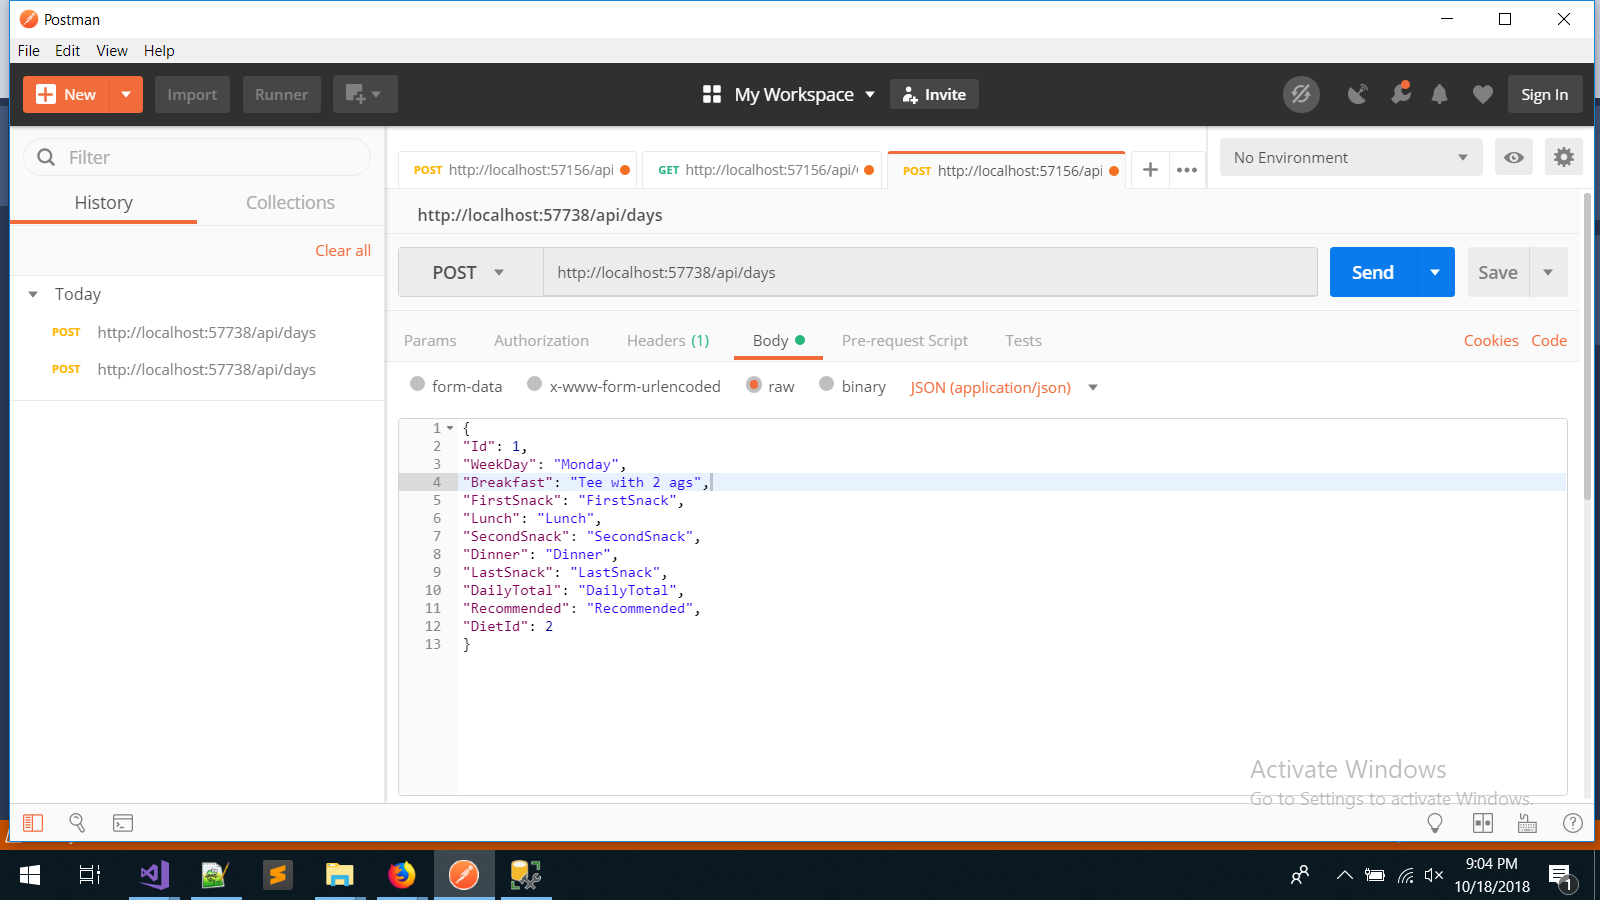 Postman
File Edit View Help
New Import Runner My Workspace Invite Sign In
Filter
History Collections
Clear all
Today
POST http://localhost:57738/api/days
POST http://localhost:57738/api/days
POST http://localhost:57156/api GET http://localhost:57156/api/ POST http://localhost:57156/api
No Environment
http://localhost:57738/api/days
POST http://localhost:57738/api/days Send Save
Params Authorization Headers (1) Body Pre-request Script Tests Cookies Code
form-data x-www-form-urlencoded raw binary JSON (application/json)
1 {
2 "Id": 1,
3 "WeekDay": "Monday",
4 "Breakfast": "Tee with 2 ags",
5 "FirstSnack": "FirstSnack",
6 "Lunch": "Lunch",
7 "SecondSnack": "SecondSnack",
8 "Dinner": "Dinner",
9 "LastSnack": "LastSnack",
10 "DailyTotal": "DailyTotal",
11 "Recommended": "Recommended",
12 "DietId": 2
13 }
Activate Windows
Go to Settings to activate Windows.
9:04 PM
10/18/2018
1